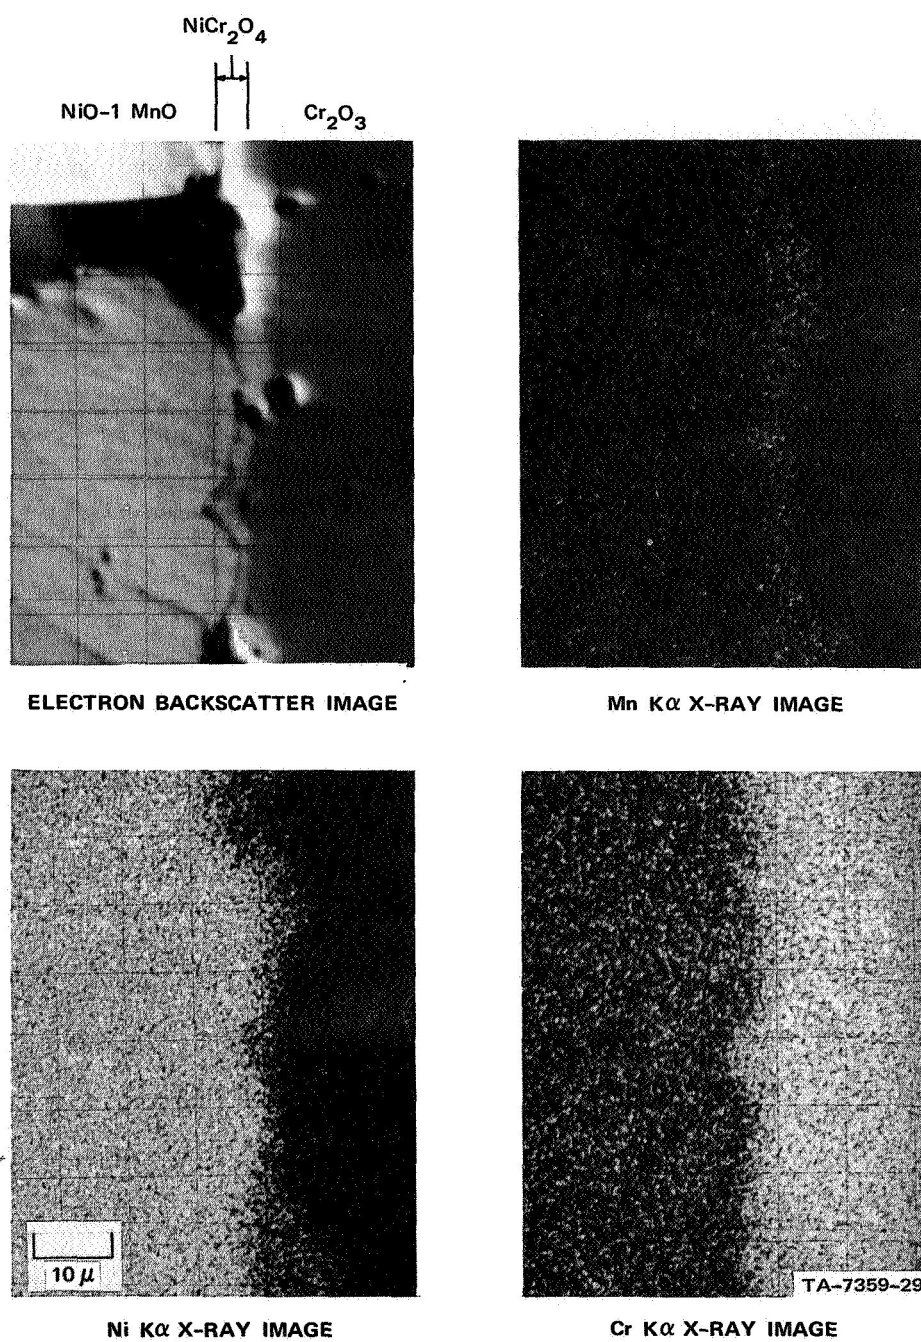 NiCr₂O₄
NiO-1 MnO
Cr₂O₃
ELECTRON BACKSCATTER IMAGE
Mn Kα X-RAY IMAGE
10 μ
TA-7359-29
Ni Kα X-RAY IMAGE
Cr Kα X-RAY IMAGE